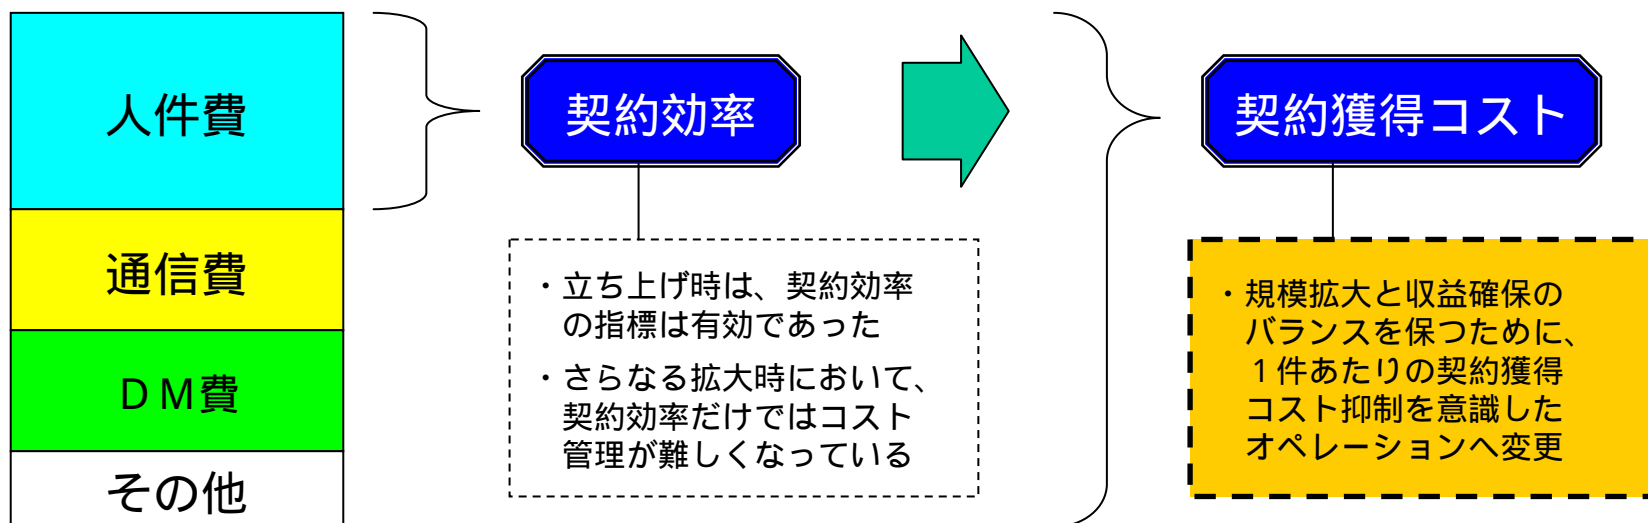 人件費
通信費
ＤＭ費
その他
契約効率
・立ち上げ時は、契約効率
の指標は有効であった
・さらなる拡大時において、
契約効率だけではコスト
管理が難しくなっている
契約獲得コスト
・規模拡大と収益確保の
バランスを保つために、
１件あたりの契約獲得
コスト抑制を意識した
オペレーションへ変更